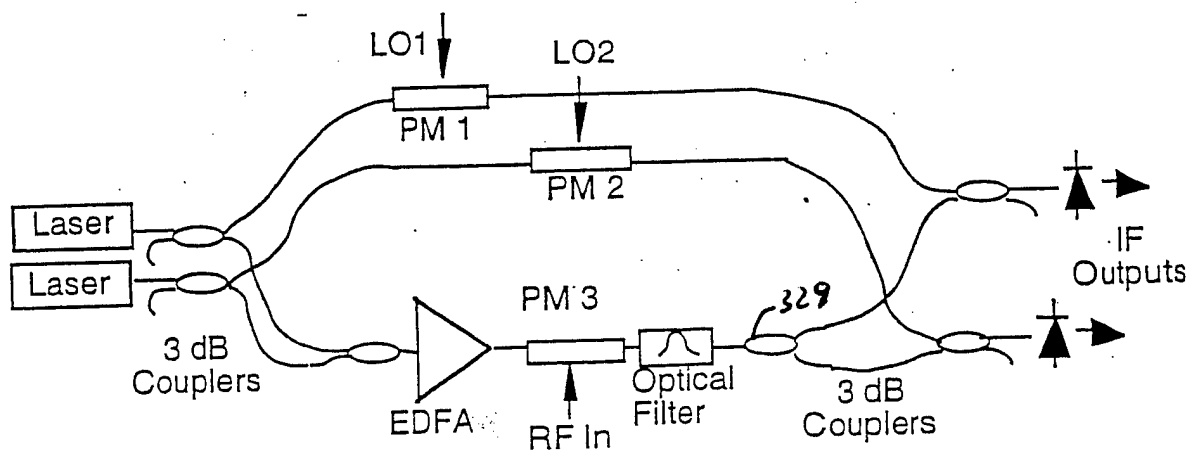 LO1
LO2
PM 1
PM 2
Laser
Laser
IF
Outputs
PM 3
329
3 dB
Couplers
EDFA
RF In
Optical
Filter
3 dB
Couplers